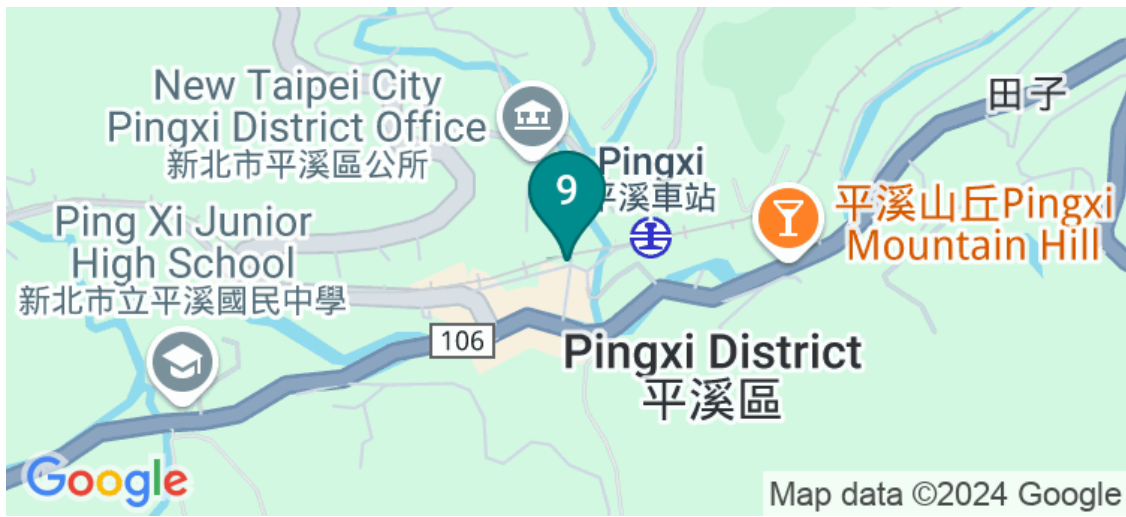 New Taipei City
Pingxi District Office
新北市平溪區公所
田子
9
Pingxi
平溪車站
平溪山丘Pingxi
Mountain Hill
Ping Xi Junior
High School
新北市立平溪國民中學
106
Pingxi District
平溪區
Google
Map data ©2024 Google